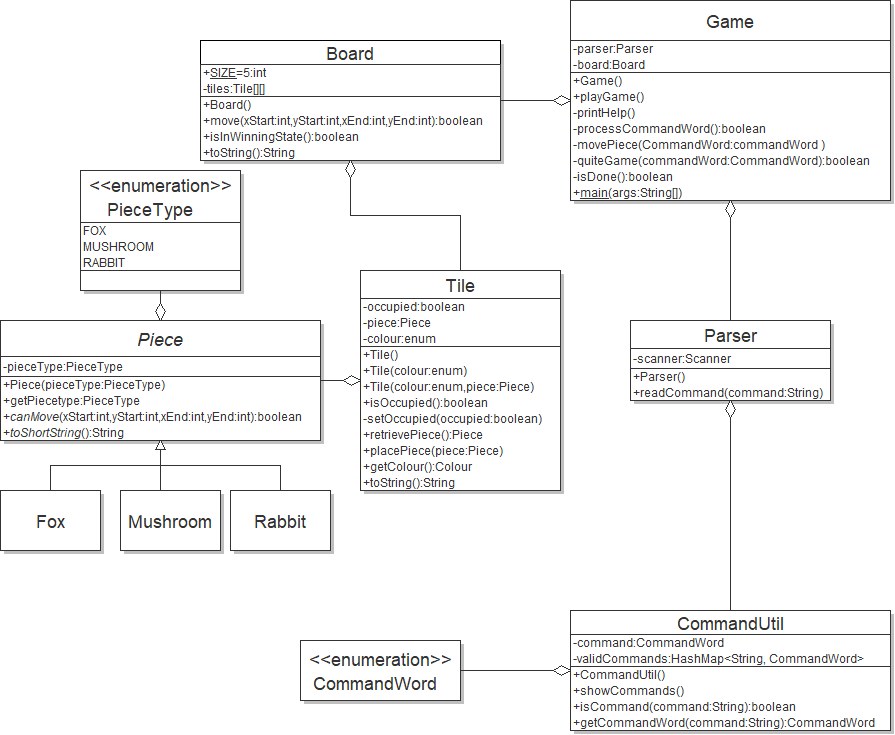 Board
+SIZE=5:int
-tiles:Tile[][]
+Board()
+move(xStart:int,yStart:int,xEnd:int,yEnd:int):boolean
+isInWinningState():boolean
+toString():String
Game
-parser:Parser
-board:Board
+Game()
+playGame()
-printHelp()
-processCommandWord():boolean
-movePiece(CommandWord:commandWord )
-quiteGame(commandWord:CommandWord):boolean
-isDone():boolean
+main(args:String[])
<<enumeration>>
PieceType
FOX
MUSHROOM
RABBIT
Tile
-occupied:boolean
-piece:Piece
-colour:enum
+Tile()
+Tile(colour:enum)
+Tile(colour:enum,piece:Piece)
+isOccupied():boolean
-setOccupied(occupied:boolean)
+retrievePiece():Piece
+placePiece(piece:Piece)
+getColour():Colour
+toString():String
Piece
-pieceType:PieceType
+Piece(pieceType:PieceType)
+getPiecetype:PieceType
+canMove(xStart:int,yStart:int,xEnd:int,yEnd:int):boolean
+toShortString():String
Parser
-scanner:Scanner
+Parser()
+readCommand(command:String)
Fox
Mushroom
Rabbit
<<enumeration>>
CommandWord
CommandUtil
-command:CommandWord
-validCommands:HashMap<String, CommandWord>
+CommandUtil()
+showCommands()
+isCommand(command:String):boolean
+getCommandWord(command:String):CommandWord